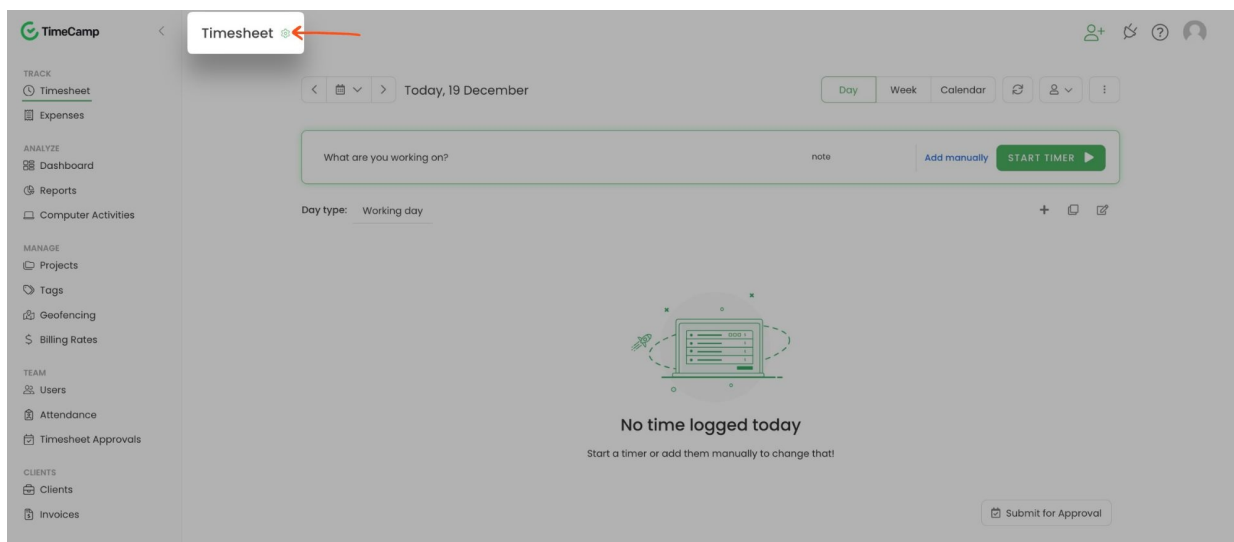 TimeCamp
Timesheet
TRACK
Timesheet
Expenses
ANALYZE
Dashboard
Reports
Computer Activities
MANAGE
Projects
Tags
Geofencing
$ Billing Rates
TEAM
Users
Attendance
Timesheet Approvals
CLIENTS
Clients
Invoices
Today, 19 December
Day Week Calendar
What are you working on? note Add manually START TIMER
Day type: Working day
No time logged today
Start a timer or add them manually to change that!
Submit for Approval